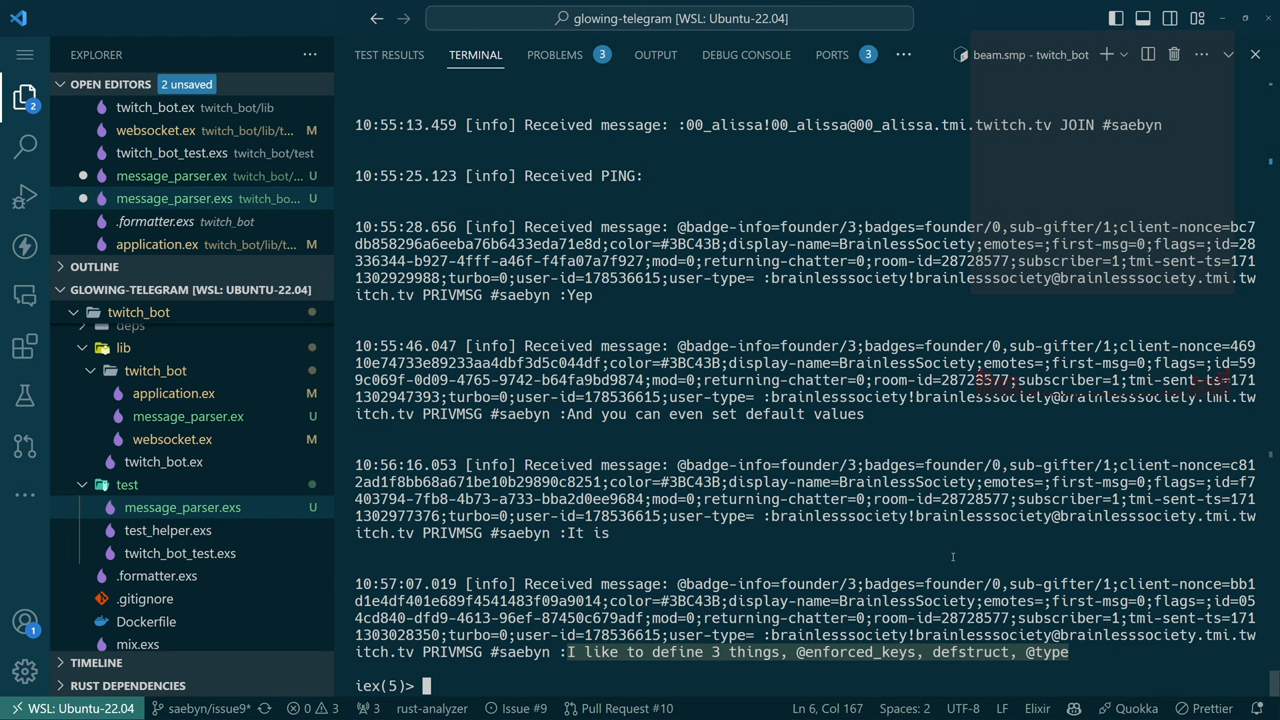 glowing-telegram [WSL: Ubuntu-22.04]
EXPLORER
TEST RESULTS
TERMINAL
PROBLEMS
3
OUTPUT
DEBUG CONSOLE
PORTS
3
beam.smp - twitch_bot
OPEN EDITORS
2 unsaved
twitch_bot.ex twitch_bot/lib
websocket.ex twitch_bot/lib/t... M
twitch_bot_test.exs twitch_bot/test
message_parser.ex twitch_bot/... U
message_parser.exs twitch_bo... U
.formatter.exs twitch_bot
application.ex twitch_bot/lib/t... M
OUTLINE
GLOWING-TELEGRAM [WSL: UBUNTU-22.04]
twitch_bot
deps
lib
twitch_bot
application.ex
message_parser.ex U
websocket.ex M
twitch_bot.ex
test
message_parser.exs U
test_helper.exs
twitch_bot_test.exs
.formatter.exs
.gitignore
Dockerfile
mix.exs
TIMELINE
RUST DEPENDENCIES
2
1
10:55:13.459 [info] Received message: :00_alissa!00_alissa@00_alissa.tmi.twitch.tv JOIN #saebyn
10:55:25.123 [info] Received PING:
10:55:28.656 [info] Received message: @badge-info=founder/3;badges=founder/0,sub-gifter/1;client-nonce=bc7
db858296a6eeba76b6433eda71e8d;color=#3BC43B;display-name=BrainlessSociety;emotes=;first-msg=0;flags=;id=28
336344-b927-4fff-a46f-f4fa07a7f927;mod=0;returning-chatter=0;room-id=28728577;subscriber=1;tmi-sent-ts=171
1302929988;turbo=0;user-id=178536615;user-type= :brainlesssociety!brainlesssociety@brainlesssociety.tmi.tw
itch.tv PRIVMSG #saebyn :Yep
10:55:46.047 [info] Received message: @badge-info=founder/3;badges=founder/0,sub-gifter/1;client-nonce=469
10e74733e89233aa4dbf3d5c044df;color=#3BC43B;display-name=BrainlessSociety;emotes=;first-msg=0;flags=;id=59
9c069f-0d09-4765-9742-b64fa9bd9874;mod=0;returning-chatter=0;room-id=28728577;subscriber=1;tmi-sent-ts=171
1302947393;turbo=0;user-id=178536615;user-type= :brainlesssociety!brainlesssociety@brainlesssociety.tmi.tw
itch.tv PRIVMSG #saebyn :And you can even set default values
10:56:16.053 [info] Received message: @badge-info=founder/3;badges=founder/0,sub-gifter/1;client-nonce=c81
2ad1f8bb68a671be10b29890c8251;color=#3BC43B;display-name=BrainlessSociety;emotes=;first-msg=0;flags=;id=f7
403794-7fb8-4b73-a733-bba2d0ee9684;mod=0;returning-chatter=0;room-id=28728577;subscriber=1;tmi-sent-ts=171
1302977376;turbo=0;user-id=178536615;user-type= :brainlesssociety!brainlesssociety@brainlesssociety.tmi.tw
itch.tv PRIVMSG #saebyn :It is
10:57:07.019 [info] Received message: @badge-info=founder/3;badges=founder/0,sub-gifter/1;client-nonce=bb1
d1e4df401e689f4541483f09a9014;color=#3BC43B;display-name=BrainlessSociety;emotes=;first-msg=0;flags=;id=054
cd840-dfd9-4613-96ef-87450c679adf;mod=0;returning-chatter=0;room-id=28728577;subscriber=1;tmi-sent-ts=171
1303028350;turbo=0;user-id=178536615;user-type= :brainlesssociety!brainlesssociety@brainlesssociety.tmi.tw
itch.tv PRIVMSG #saebyn :I like to define 3 things, @enforced_keys, defstruct, @type
iex(5)>
WSL: Ubuntu-22.04
saebyn/issue9*
0
3
3
rust-analyzer
Issue #9
Pull Request #10
Ln 6, Col 167
Spaces: 2
UTF-8
LF
Elixir
Quokka
Prettier